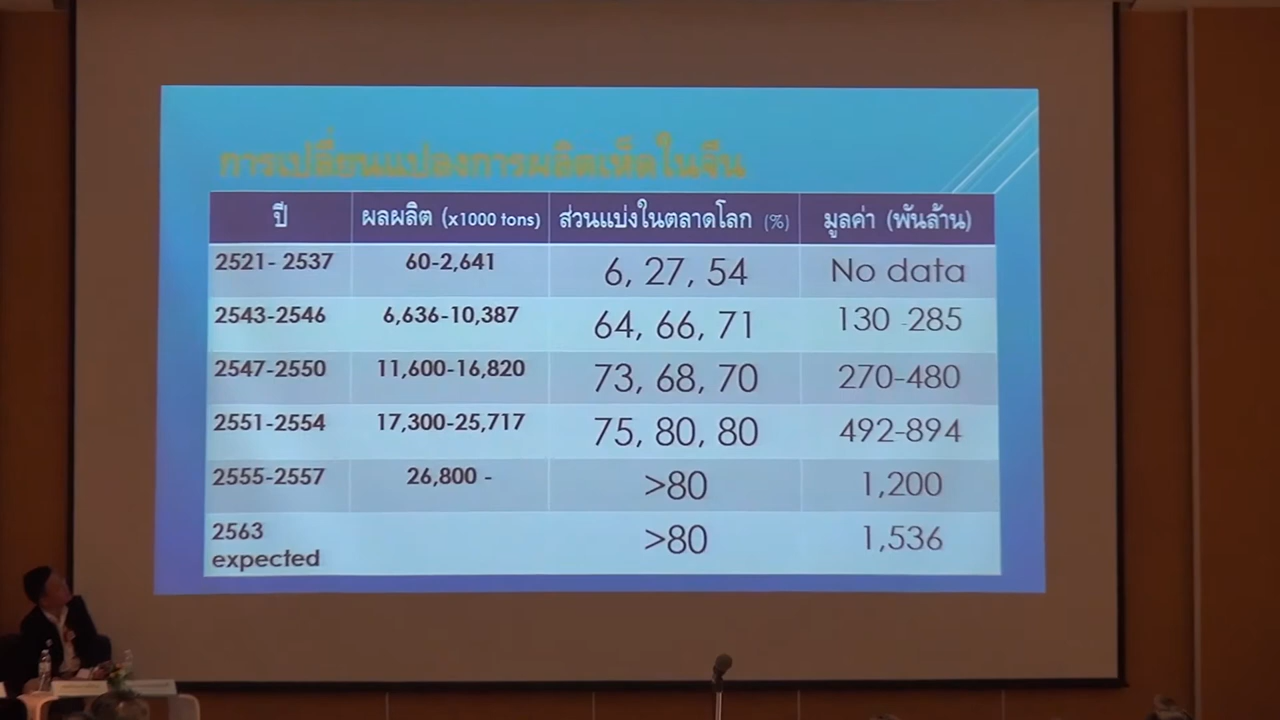 การเปลี่ยนแปลงการผลิตเห็ดในจีน
ปี ผลผลิต (x1000 tons) ส่วนแบ่งในตลาดโลก (%) มูลค่า (พันล้าน)
2521- 2537 60-2,641 6, 27, 54 No data
2543-2546 6,636-10,387 64, 66, 71 130 -285
2547-2550 11,600-16,820 73, 68, 70 270-480
2551-2554 17,300-25,717 75, 80, 80 492-894
2555-2557 26,800 - >80 1,200
2563 expected >80 1,536